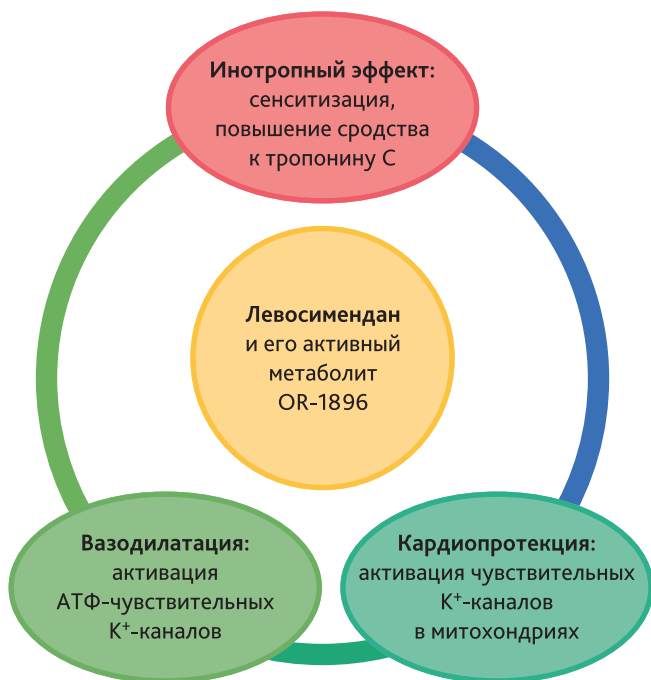 Инотропный эффект:
сенситизация,
повышение сродства
к тропонину С
Левосимендан
и его активный
метаболит
OR-1896
Вазодилатация:
активация
АТФ-чувствительных
K⁺-каналов
Кардиопротекция:
активация чувствительных
K⁺-каналов
в митохондриях